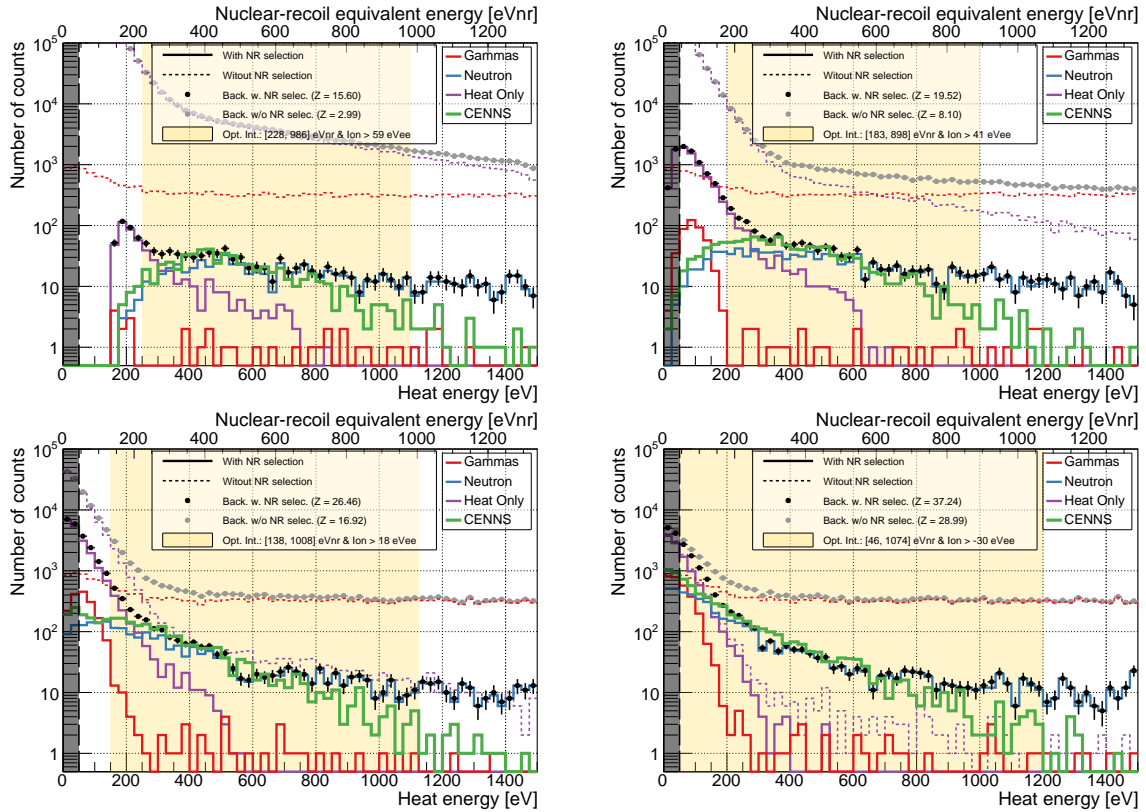 Nuclear-recoil equivalent energy [eVnr]
0 200 400 600 800 1000 1200
Number of counts
10^5
10^4
10^3
10^2
10
1
With NR selection
Witout NR selection
Back. w. NR selec. (Z = 15.60)
Back. w/o NR selec. (Z = 2.99)
Opt. Int.: [228, 986] eVnr & Ion > 59 eVee
Gammas
Neutron
Heat Only
CENNS
0 200 400 600 800 1000 1200 1400
Heat energy [eV]
Nuclear-recoil equivalent energy [eVnr]
0 200 400 600 800 1000 1200
Number of counts
10^5
10^4
10^3
10^2
10
1
With NR selection
Witout NR selection
Back. w. NR selec. (Z = 19.52)
Back. w/o NR selec. (Z = 8.10)
Opt. Int.: [183, 898] eVnr & Ion > 41 eVee
Gammas
Neutron
Heat Only
CENNS
0 200 400 600 800 1000 1200 1400
Heat energy [eV]
Nuclear-recoil equivalent energy [eVnr]
0 200 400 600 800 1000 1200
Number of counts
10^5
10^4
10^3
10^2
10
1
With NR selection
Witout NR selection
Back. w. NR selec. (Z = 26.46)
Back. w/o NR selec. (Z = 16.92)
Opt. Int.: [138, 1008] eVnr & Ion > 18 eVee
Gammas
Neutron
Heat Only
CENNS
0 200 400 600 800 1000 1200 1400
Heat energy [eV]
Nuclear-recoil equivalent energy [eVnr]
0 200 400 600 800 1000 1200
Number of counts
10^5
10^4
10^3
10^2
10
1
With NR selection
Witout NR selection
Back. w. NR selec. (Z = 37.24)
Back. w/o NR selec. (Z = 28.99)
Opt. Int.: [46, 1074] eVnr & Ion > -30 eVee
Gammas
Neutron
Heat Only
CENNS
0 200 400 600 800 1000 1200 1400
Heat energy [eV]